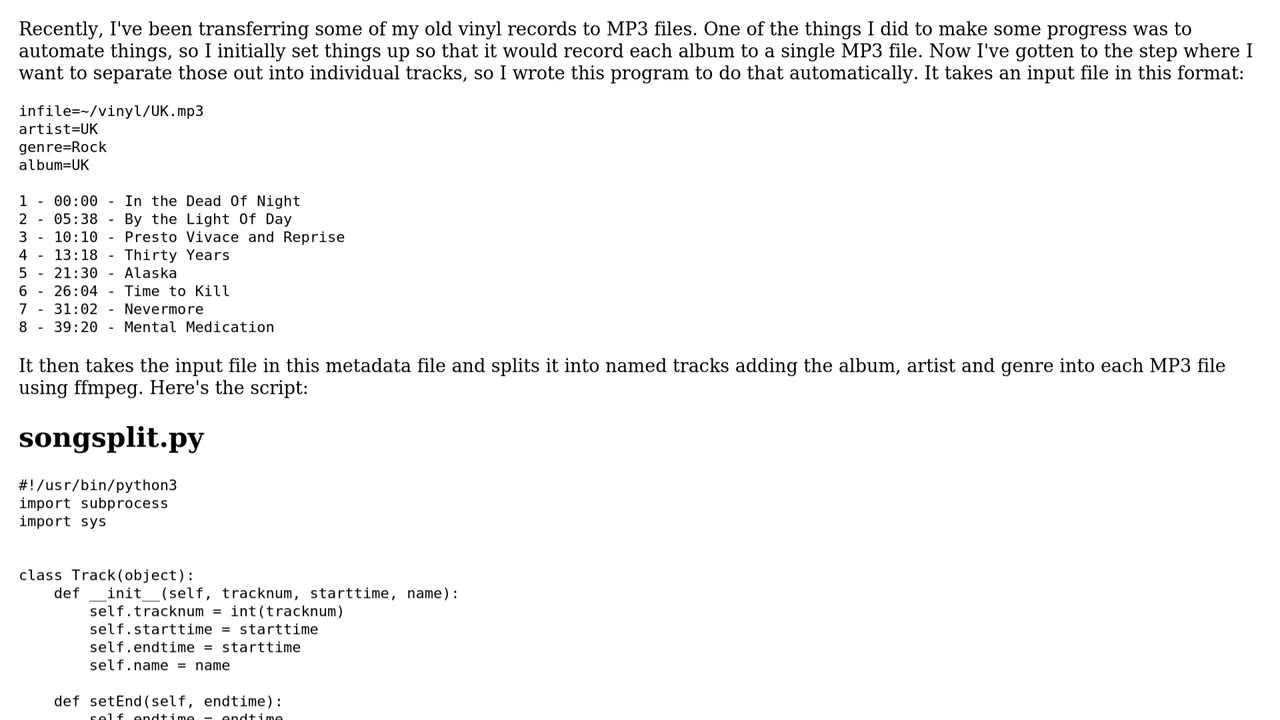 Recently, I've been transferring some of my old vinyl records to MP3 files. One of the things I did to make some progress was to
automate things, so I initially set things up so that it would record each album to a single MP3 file. Now I've gotten to the step where I
want to separate those out into individual tracks, so I wrote this program to do that automatically. It takes an input file in this format:
infile=~/vinyl/UK.mp3
artist=UK
genre=Rock
album=UK
1 - 00:00 - In the Dead Of Night
2 - 05:38 - By the Light Of Day
3 - 10:10 - Presto Vivace and Reprise
4 - 13:18 - Thirty Years
5 - 21:30 - Alaska
6 - 26:04 - Time to Kill
7 - 31:02 - Nevermore
8 - 39:20 - Mental Medication
It then takes the input file in this metadata file and splits it into named tracks adding the album, artist and genre into each MP3 file
using ffmpeg. Here's the script:
songsplit.py
#!/usr/bin/python3
import subprocess
import sys
class Track(object):
    def __init__(self, tracknum, starttime, name):
        self.tracknum = int(tracknum)
        self.starttime = starttime
        self.endtime = starttime
        self.name = name
    def setEnd(self, endtime):
        self.endtime = endtime